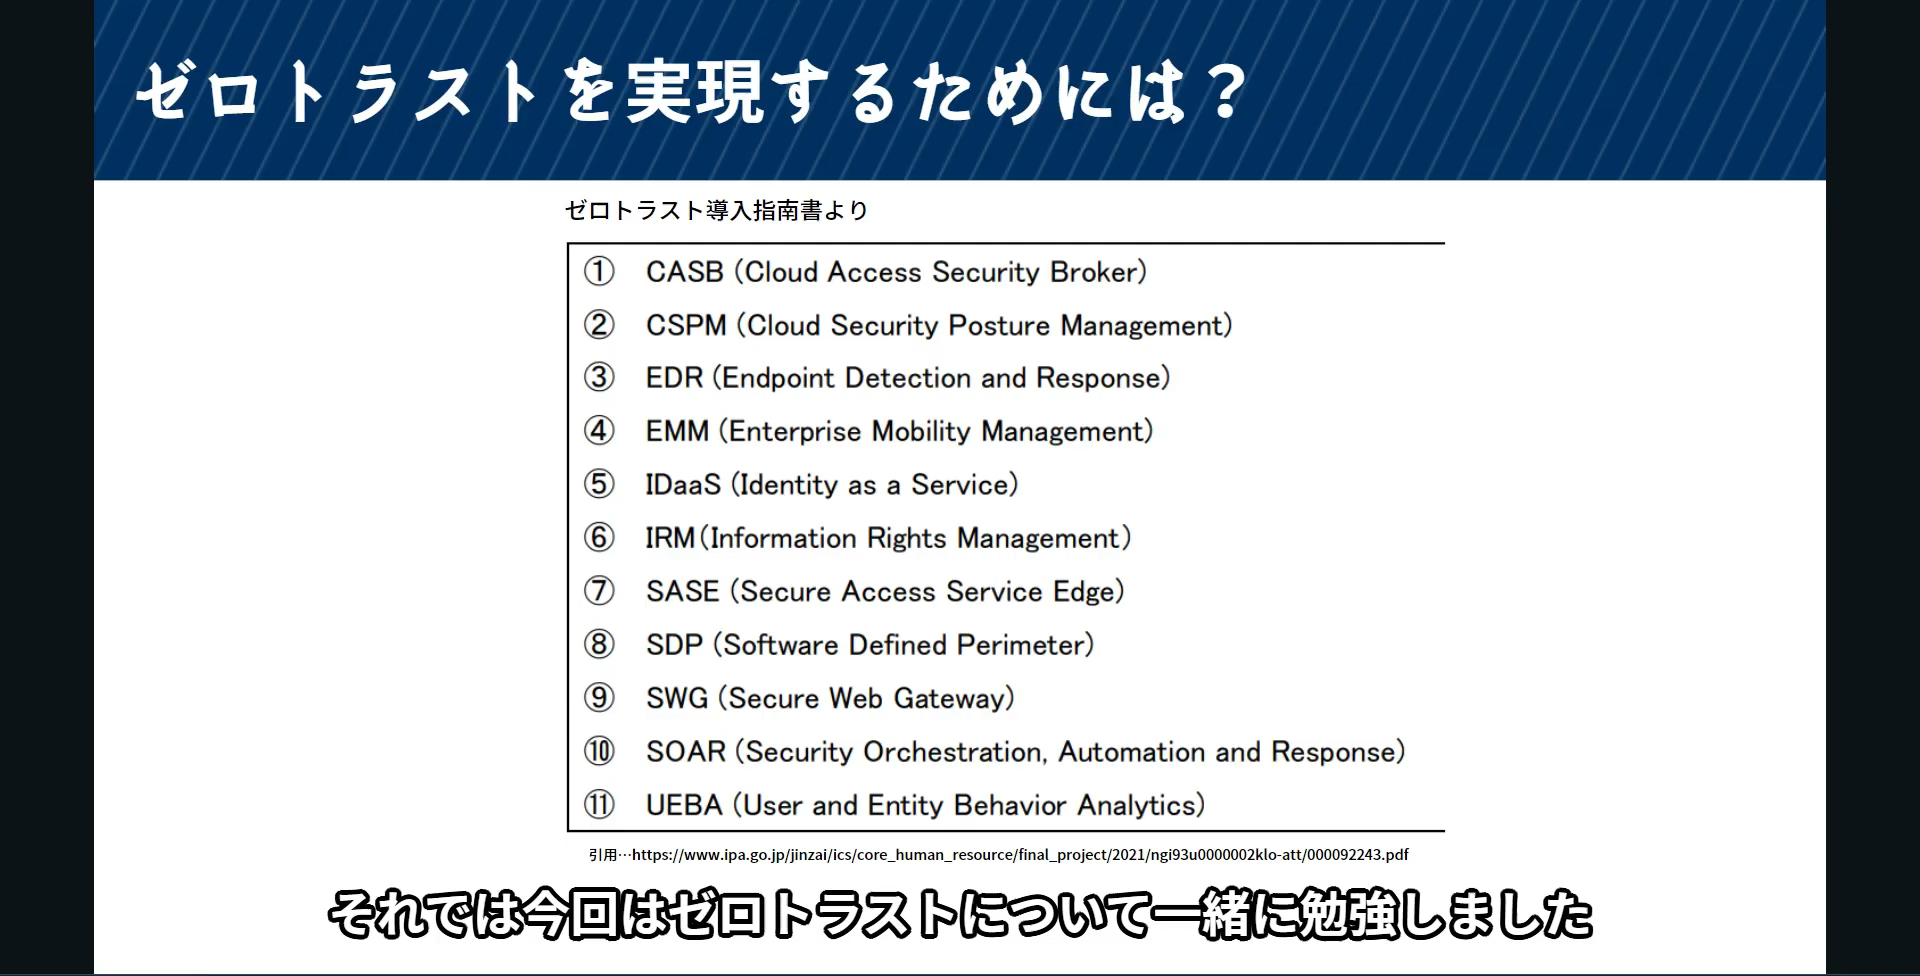 ゼロトラストを実現するためには？
ゼロトラスト導入指南書より
① CASB (Cloud Access Security Broker)
② CSPM (Cloud Security Posture Management)
③ EDR (Endpoint Detection and Response)
④ EMM (Enterprise Mobility Management)
⑤ IDaaS (Identity as a Service)
⑥ IRM(Information Rights Management)
⑦ SASE (Secure Access Service Edge)
⑧ SDP (Software Defined Perimeter)
⑨ SWG (Secure Web Gateway)
⑩ SOAR (Security Orchestration, Automation and Response)
⑪ UEBA (User and Entity Behavior Analytics)
引用…https://www.ipa.go.jp/jinzai/ics/core_human_resource/final_project/2021/ngi93u0000002klo-att/000092243.pdf
それでは今回はゼロトラストについて一緒に勉強しました